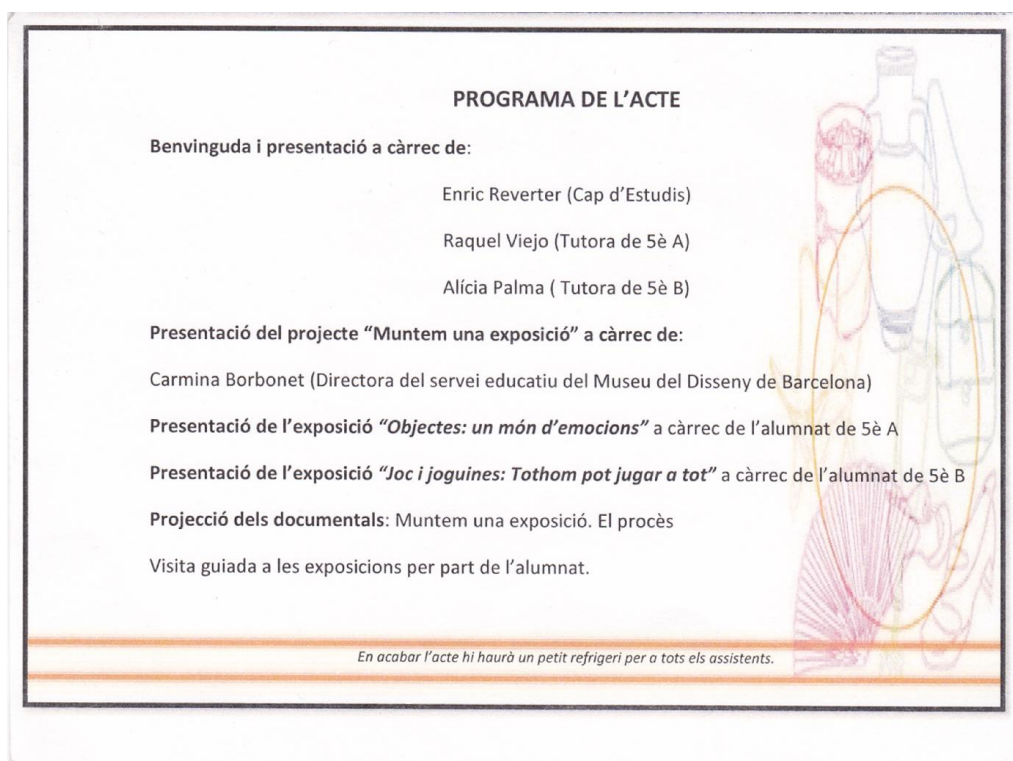 PROGRAMA DE L’ACTE
Benvinguda i presentació a càrrec de:
Enric Reverter (Cap d’Estudis)
Raquel Viejo (Tutora de 5è A)
Alícia Palma ( Tutora de 5è B)
Presentació del projecte “Muntem una exposició” a càrrec de:
Carmina Borbonet (Directora del servei educatiu del Museu del Disseny de Barcelona)
Presentació de l’exposició “Objectes: un món d’emocions” a càrrec de l’alumnat de 5è A
Presentació de l’exposició “Joc i joguines: Tothom pot jugar a tot” a càrrec de l’alumnat de 5è B
Projecció dels documentals: Muntem una exposició. El procès
Visita guiada a les exposicions per part de l’alumnat.
En acabar l’acte hi haurà un petit refrigeri per a tots els assistents.